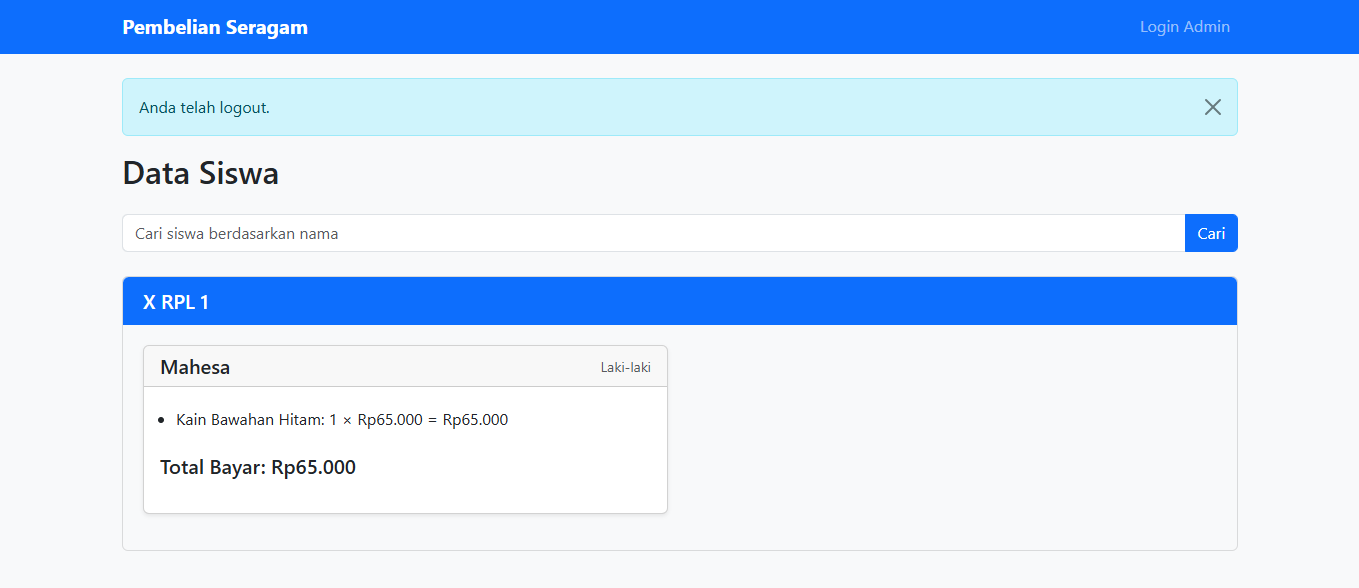 Pembelian Seragam
Login Admin
Anda telah logout.
Data Siswa
Cari siswa berdasarkan nama
Cari
X RPL 1
Mahesa
Laki-laki
• Kain Bawahan Hitam: 1 × Rp65.000 = Rp65.000
Total Bayar: Rp65.000